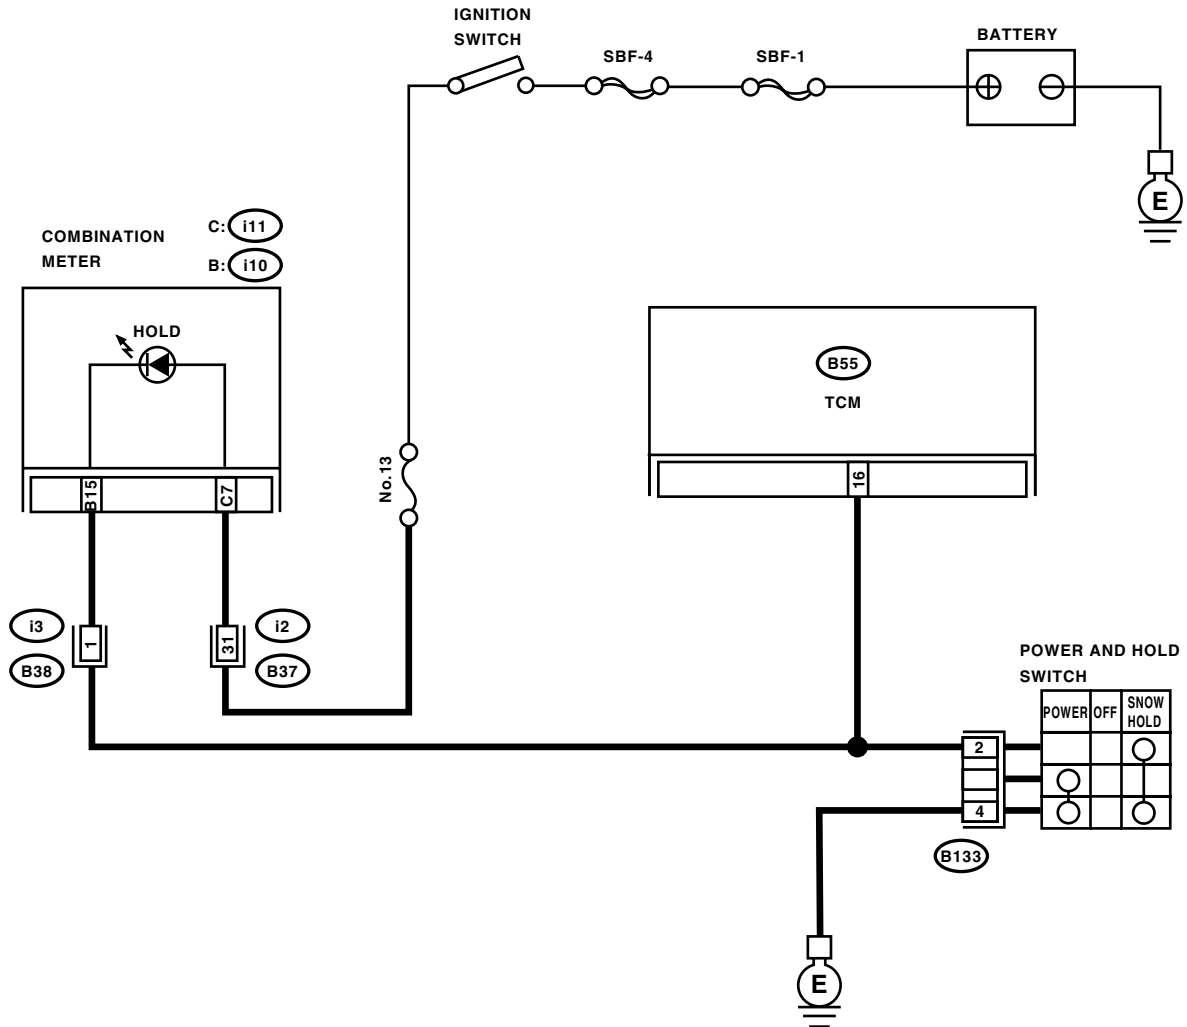 IGNITION
SWITCH
SBF-4
SBF-1
BATTERY
E
COMBINATION
METER
C: i11
B: i10
HOLD
B55
TCM
No.13
B15
C7
16
i3
1
31
i2
B38
B37
POWER AND HOLD
SWITCH
POWER
OFF
SNOW
HOLD
2
4
B133
E